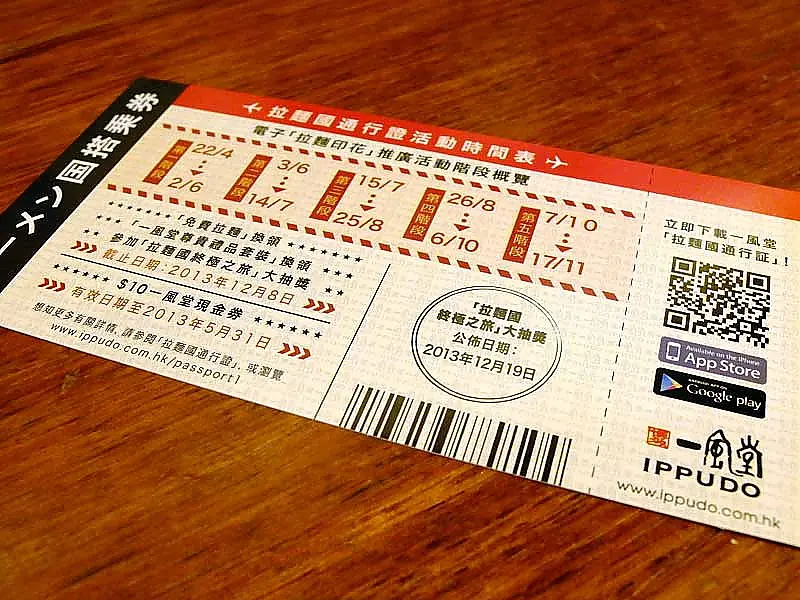 ーメン国搭乗券
拉麵國通行證活動時間表
電子「拉麵印花」推廣活動階段概覽
第一階段 22/4 2/6
第二階段 3/6 14/7
第三階段 15/7 25/8
第四階段 26/8 6/10
第五階段 7/10 17/11
「免費拉麵」換領
「一風堂尊貴禮品套裝」換領
參加「拉麵國終極之旅」大抽獎
截止日期：2013年12月8日
$10一風堂現金券
有效日期至2013年5月31日
想知更多有關詳情，請參閱「拉麵國通行證」，或瀏覽
www.ippudo.com.hk/passport1
「拉麵國
終極之旅」大抽獎
公佈日期：
2013年12月19日
立即下載一風堂
「拉麵國通行証」！
Available on the iPhone
App Store
ANDROID APP ON
Google play
一風堂
IPPUDO
www.ippudo.com.hk